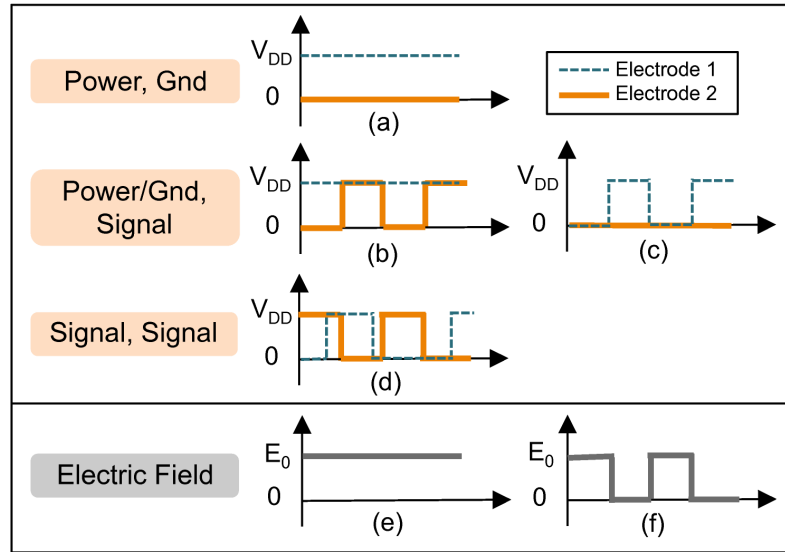 V_DD
Power, Gnd
0
(a)
Electrode 1
Electrode 2
V_DD
Power/Gnd,
Signal
0
(b)
V_DD
0
(c)
V_DD
Signal, Signal
0
(d)
E_0
Electric Field
0
(e)
E_0
0
(f)